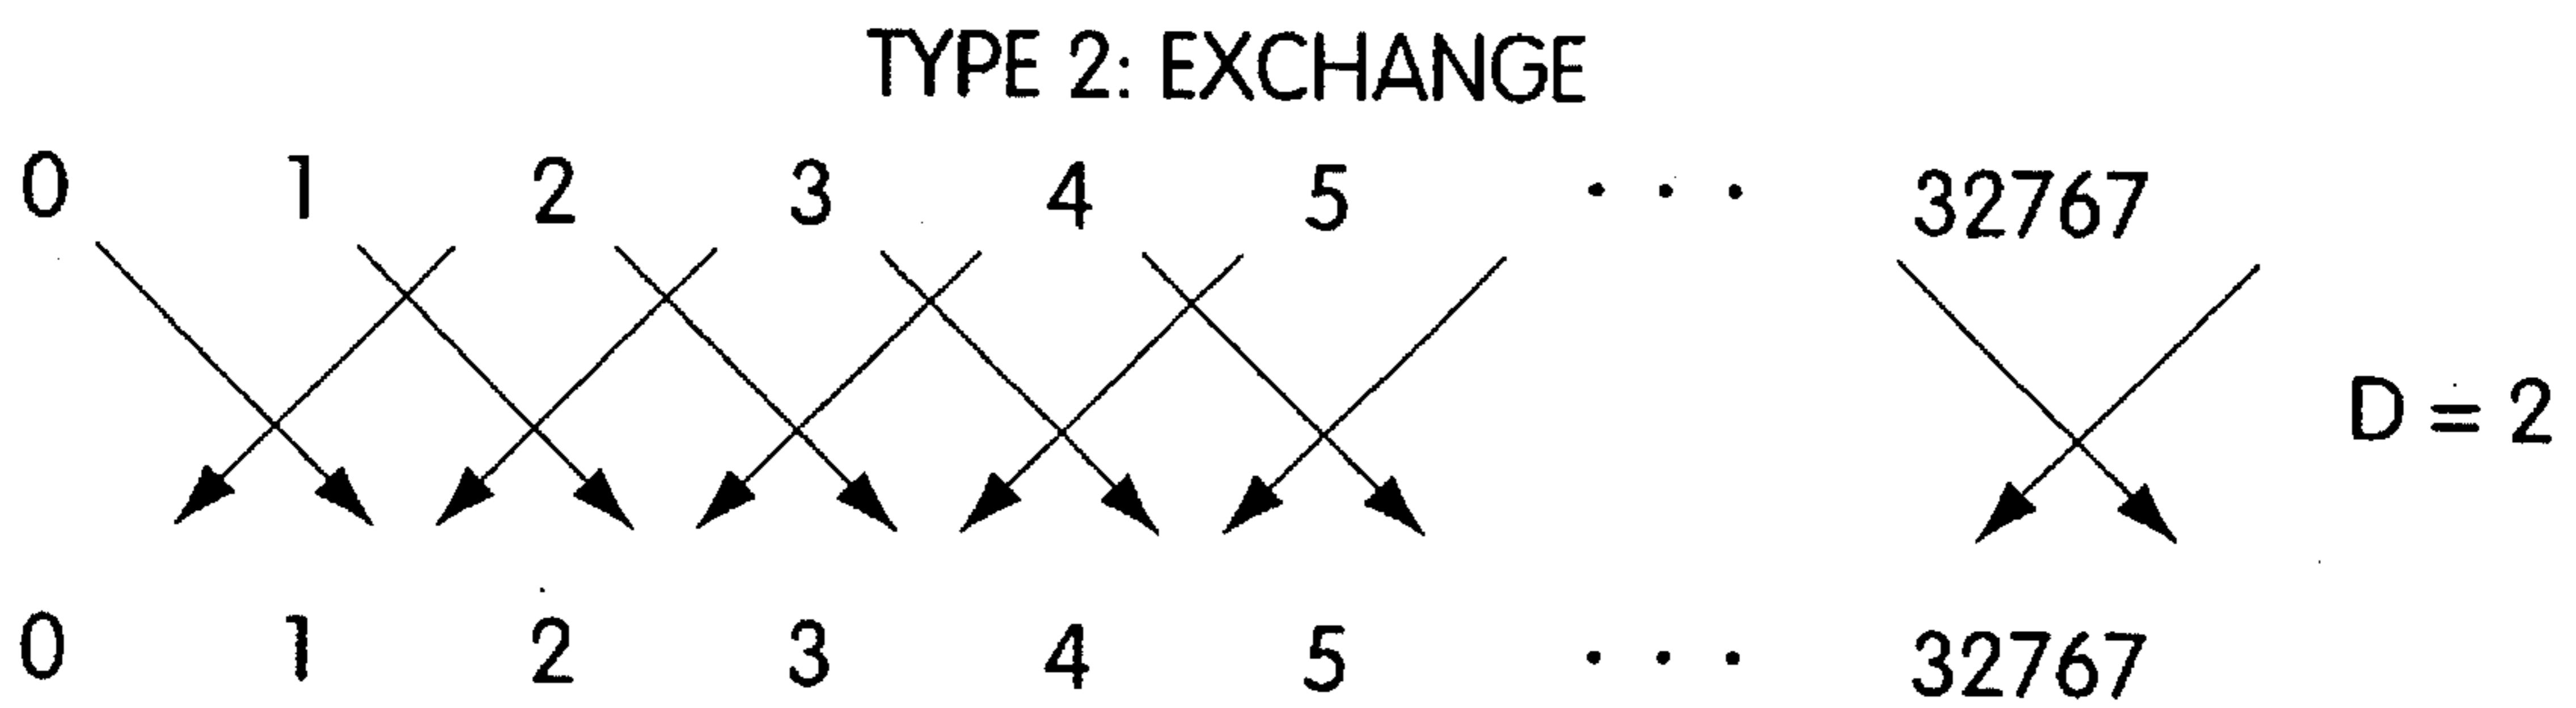 TYPE 2: EXCHANGE
0 1 2 3 4 5 . . . 32767
D = 2
0 1 2 3 4 5 . . . 32767